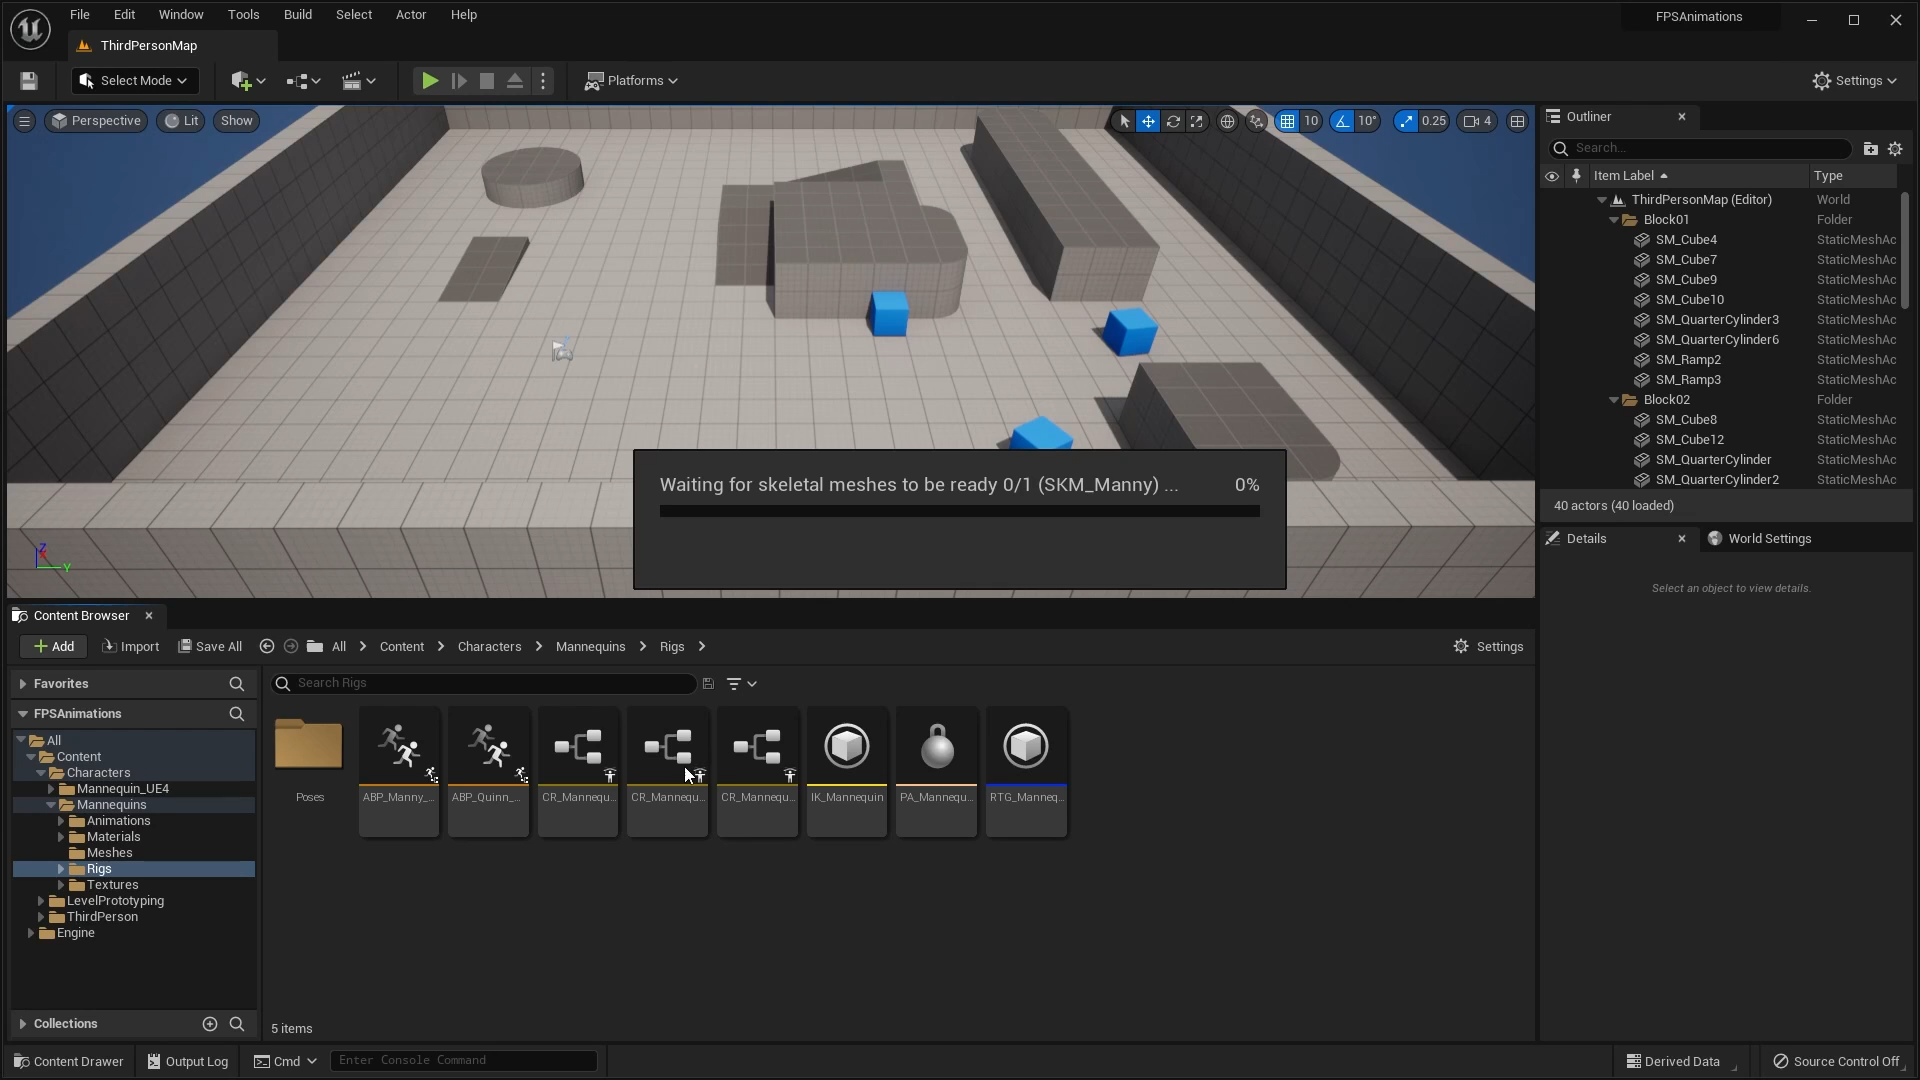 File Edit Window Tools Build Select Actor Help
FPSAnimations
ThirdPersonMap
Select Mode
Platforms
Settings
Perspective Lit Show
10 10° 0.25 4
Waiting for skeletal meshes to be ready 0/1 (SKM_Manny) ... 0%
Z
Y
Outliner
Search...
Item Label Type
ThirdPersonMap (Editor) World
Block01 Folder
SM_Cube4 StaticMeshAc
SM_Cube7 StaticMeshAc
SM_Cube9 StaticMeshAc
SM_Cube10 StaticMeshAc
SM_QuarterCylinder3 StaticMeshAc
SM_QuarterCylinder6 StaticMeshAc
SM_Ramp2 StaticMeshAc
SM_Ramp3 StaticMeshAc
Block02 Folder
SM_Cube8 StaticMeshAc
SM_Cube12 StaticMeshAc
SM_QuarterCylinder StaticMeshAc
SM_QuarterCylinder2 StaticMeshAc
40 actors (40 loaded)
Details World Settings
Select an object to view details.
Content Browser
Add Import Save All All Content Characters Mannequins Rigs Settings
Favorites
FPSAnimations
All
Content
Characters
Mannequin_UE4
Mannequins
Animations
Materials
Meshes
Rigs
Textures
LevelPrototyping
ThirdPerson
Engine
Collections
Search Rigs
Poses ABP_Manny_... ABP_Quinn_... CR_Mannequ... CR_Mannequ... CR_Mannequ... IK_Mannequin PA_Mannequ... RTG_Manneq...
5 items
Content Drawer Output Log Cmd Enter Console Command Derived Data Source Control Off